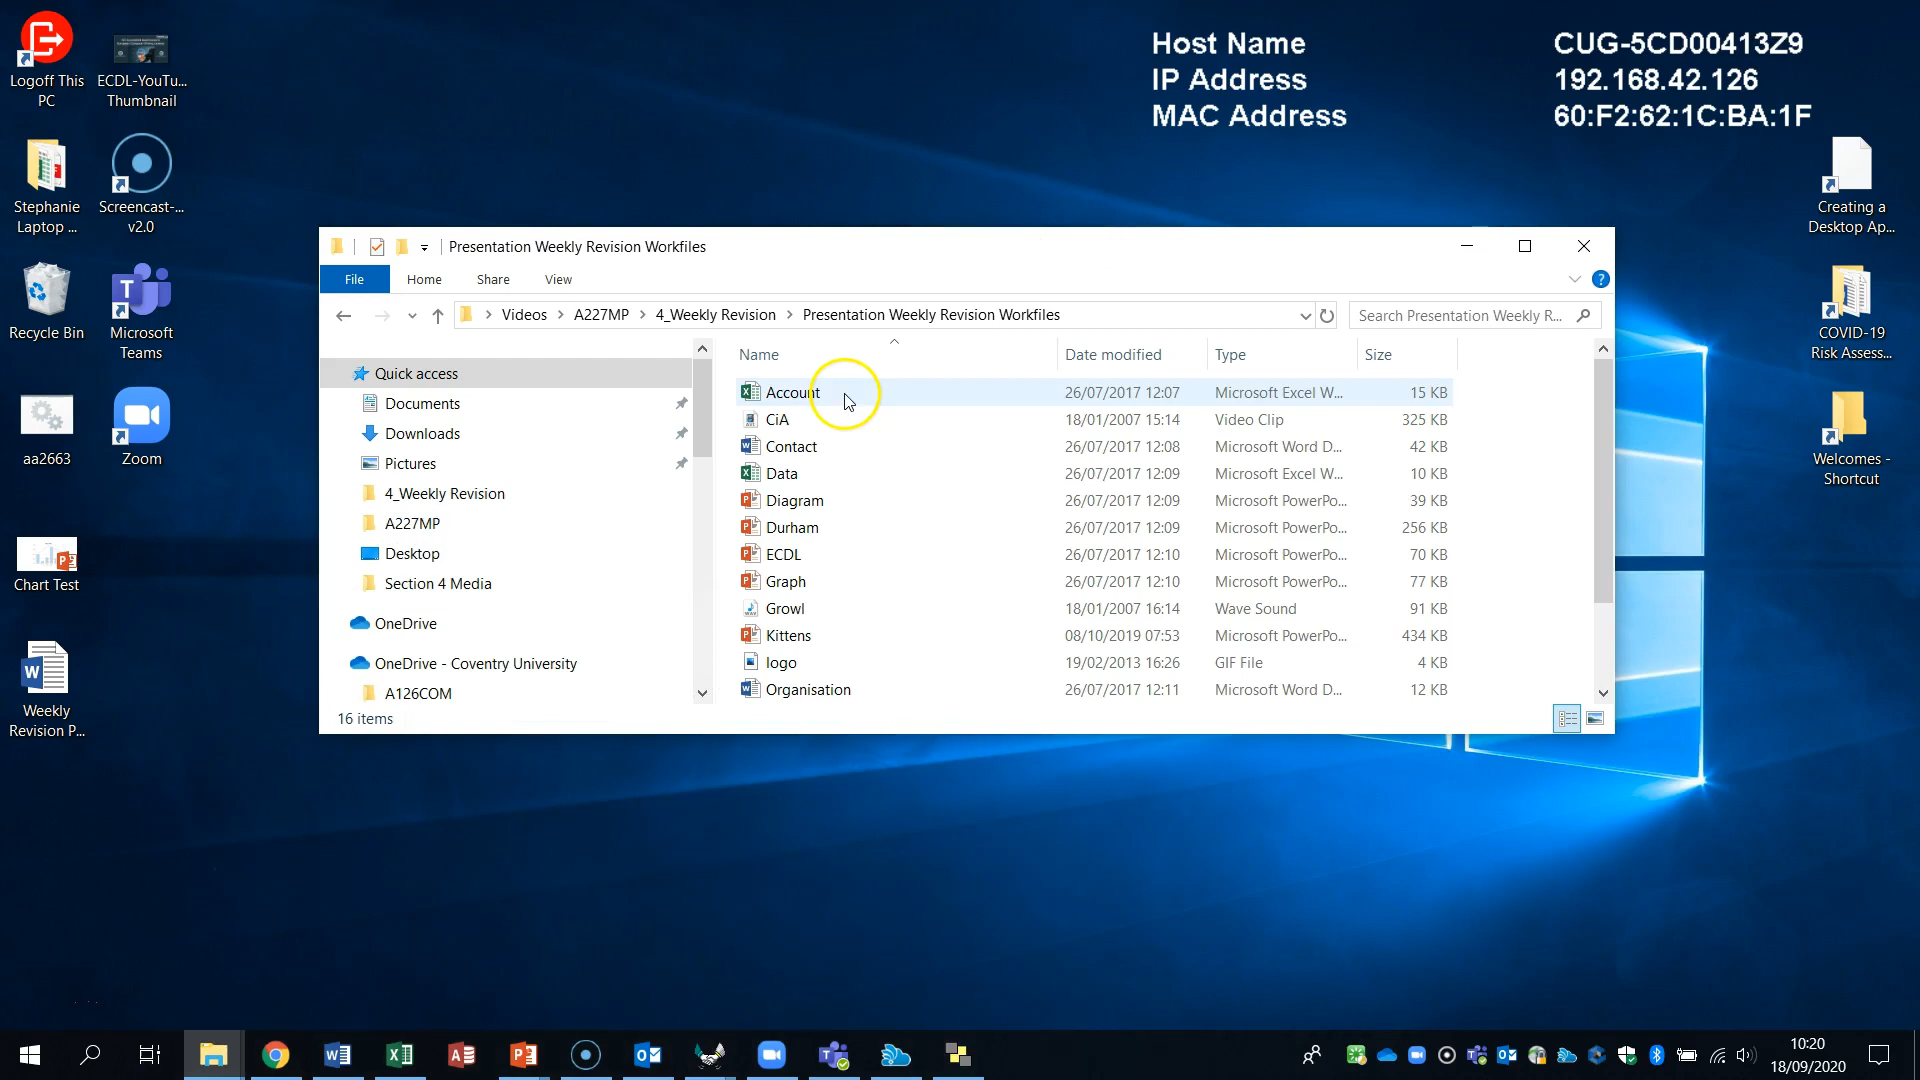 Host Name CUG-5CD00413Z9
IP Address 192.168.42.126
MAC Address 60:F2:62:1C:BA:1F
Logoff This PC
ECDL-YouTu... Thumbnail
Stephanie Laptop ...
Screencast-... v2.0
Recycle Bin
Microsoft Teams
aa2663
Zoom
Chart Test
Weekly Revision P...
Creating a Desktop Ap...
COVID-19 Risk Assess...
Welcomes - Shortcut
Presentation Weekly Revision Workfiles
File Home Share View
Videos A227MP 4_Weekly Revision Presentation Weekly Revision Workfiles
Search Presentation Weekly R...
Quick access
Documents
Downloads
Pictures
4_Weekly Revision
A227MP
Desktop
Section 4 Media
OneDrive
OneDrive - Coventry University
A126COM
Name Date modified Type Size
Account 26/07/2017 12:07 Microsoft Excel W... 15 KB
CiA 18/01/2007 15:14 Video Clip 325 KB
Contact 26/07/2017 12:08 Microsoft Word D... 42 KB
Data 26/07/2017 12:09 Microsoft Excel W... 10 KB
Diagram 26/07/2017 12:09 Microsoft PowerPo... 39 KB
Durham 26/07/2017 12:09 Microsoft PowerPo... 256 KB
ECDL 26/07/2017 12:10 Microsoft PowerPo... 70 KB
Graph 26/07/2017 12:10 Microsoft PowerPo... 77 KB
Growl 18/01/2007 16:14 Wave Sound 91 KB
Kittens 08/10/2019 07:53 Microsoft PowerPo... 434 KB
logo 19/02/2013 16:26 GIF File 4 KB
Organisation 26/07/2017 12:11 Microsoft Word D... 12 KB
16 items
10:20
18/09/2020